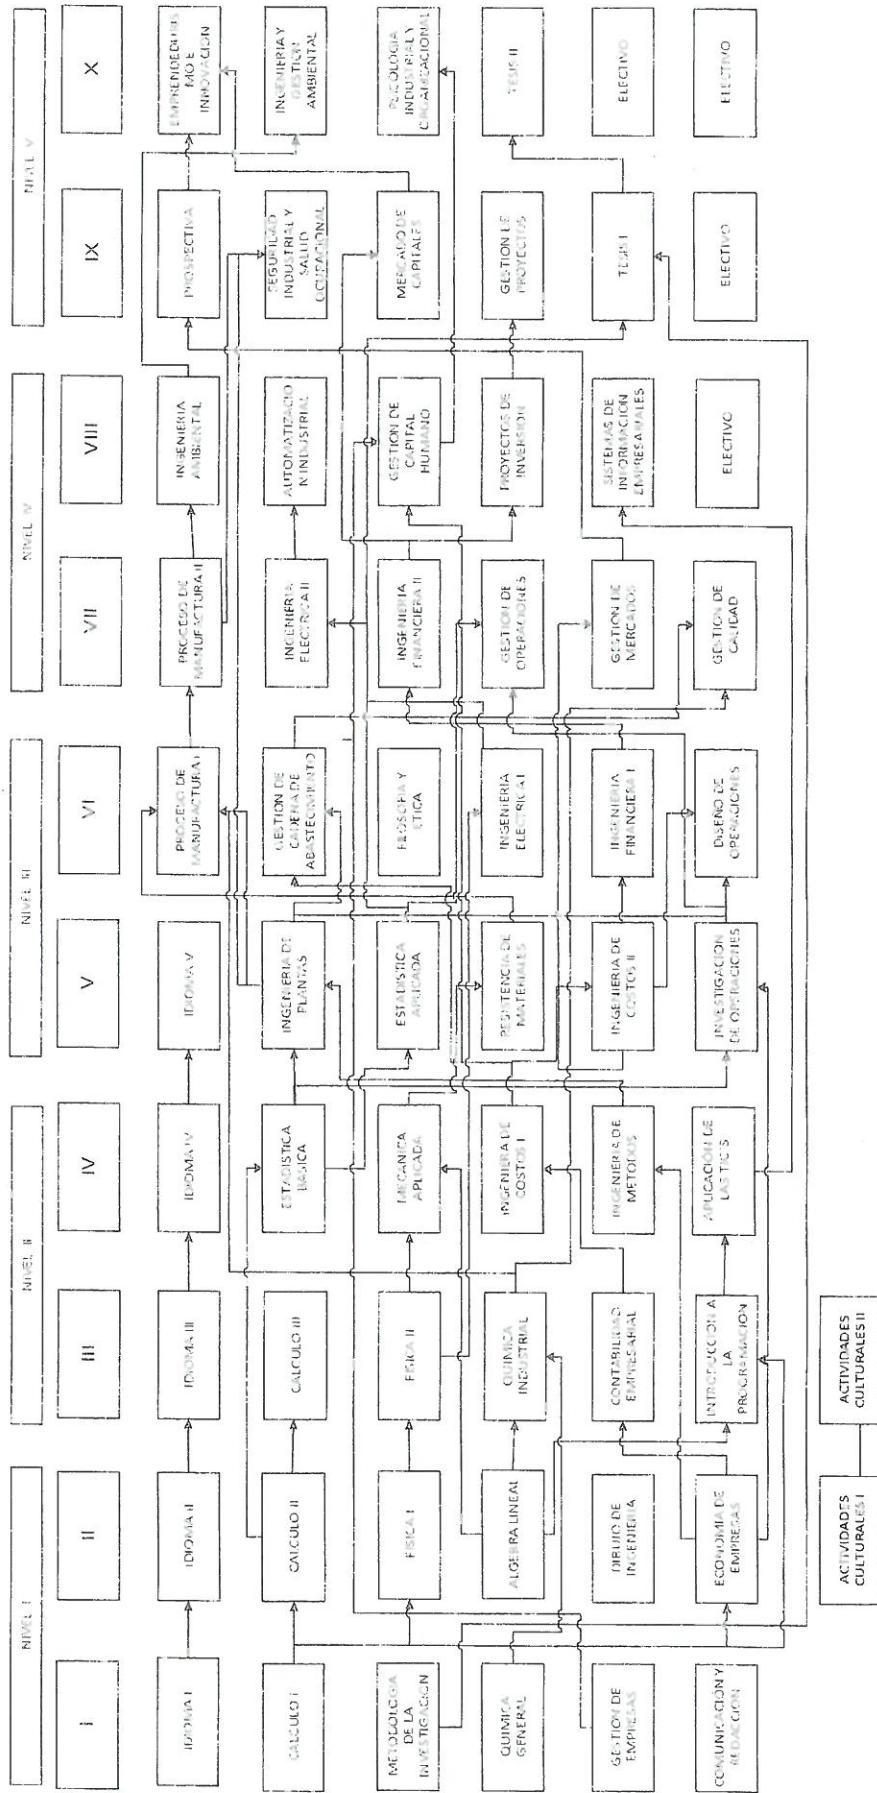 NIVEL I
NIVEL II
NIVEL III
NIVEL IV
NIVEL V
I
II
III
IV
V
VI
VII
VIII
IX
X
IDIOMA I
IDIOMA II
IDIOMA III
IDIOMA IV
IDIOMA V
PROCESO DE
MANUFACTURA I
PROCESO DE
MANUFACTURA II
INGENIERIA
AMBIENTAL
PROSPECTIVA
EMPRENDEDURIS
MO E
INNOVACION
CALCULO I
CALCULO II
CALCULO III
ESTADISTICA
BASICA
INGENIERIA DE
PLANTAS
GESTION DE
CADENA DE
ABASTECIMIENTO
INGENIERIA
ELECTRICA II
AUTOMATIZACIO
N INDUSTRIAL
SEGURIDAD
INDUSTRIAL Y
SALUD
OCUPACIONAL
INGENIERIA Y
GESTION
AMBIENTAL
METODOLOGIA
DE LA
INVESTIGACION
FISICA I
FISICA II
MECANICA
APLICADA
ESTADISTICA
APLICADA
FILOSOFIA Y
ETICA
INGENIERIA
FINANCIERA II
GESTION DE
CAPITAL
HUMANO
MERCADO DE
CAPITALES
PSICOLOGIA
INDUSTRIAL Y
ORGANIZACIONAL
QUIMICA
GENERAL
ALGEBRA LINEAL
QUIMICA
INDUSTRIAL
INGENIERA DE
COSTOS I
RESISTENCIA DE
MATERIALES
INGENIERIA
ELECTRICA I
GESTION DE
OPERACIONES
PROYECTOS DE
INVERSION
GESTION DE
PROYECTOS
TESIS II
GESTION DE
EMPRESAS
DIBUJO DE
INGENIERIA
CONTABILIDAD
EMPRESARIAL
INGENIERIA DE
METODOS
INGENIERIA DE
COSTOS II
INGENIERIA
FINANCIERA I
GESTION DE
MERCADOS
SISTEMAS DE
INFORMACION
EMPRESARIALES
TESIS I
ELECTIVO
COMUNICACIÓN Y
REDACCION
ECONOMIA DE
EMPRESAS
INTRODUCCION A
LA
PROGRAMACION
APLICACIÓN DE
LAS TIC'S
INVESTIGACION
DE OPERACIONES
DISEÑO DE
OPERACIONES
GESTION DE
CALIDAD
ELECTIVO
ELECTIVO
ELECTIVO
ACTIVIDADES
CULTURALES I
ACTIVIDADES
CULTURALES II